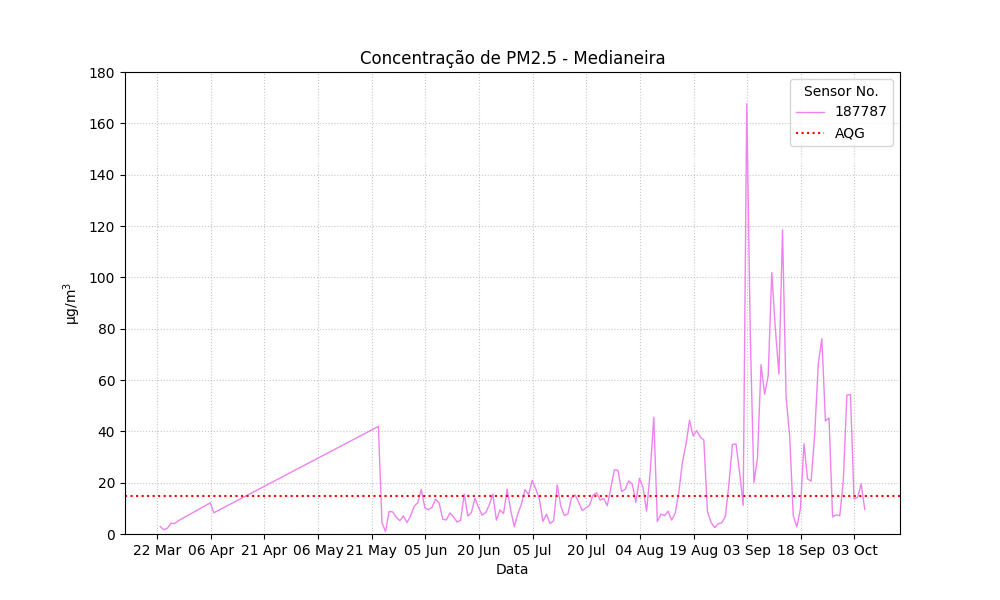 Concentração de PM2.5 - Medianeira
Sensor No.
187787
AQG
µg/m³
180
160
140
120
100
80
60
40
20
0
22 Mar 06 Apr 21 Apr 06 May 21 May 05 Jun 20 Jun 05 Jul 20 Jul 04 Aug 19 Aug 03 Sep 18 Sep 03 Oct
Data